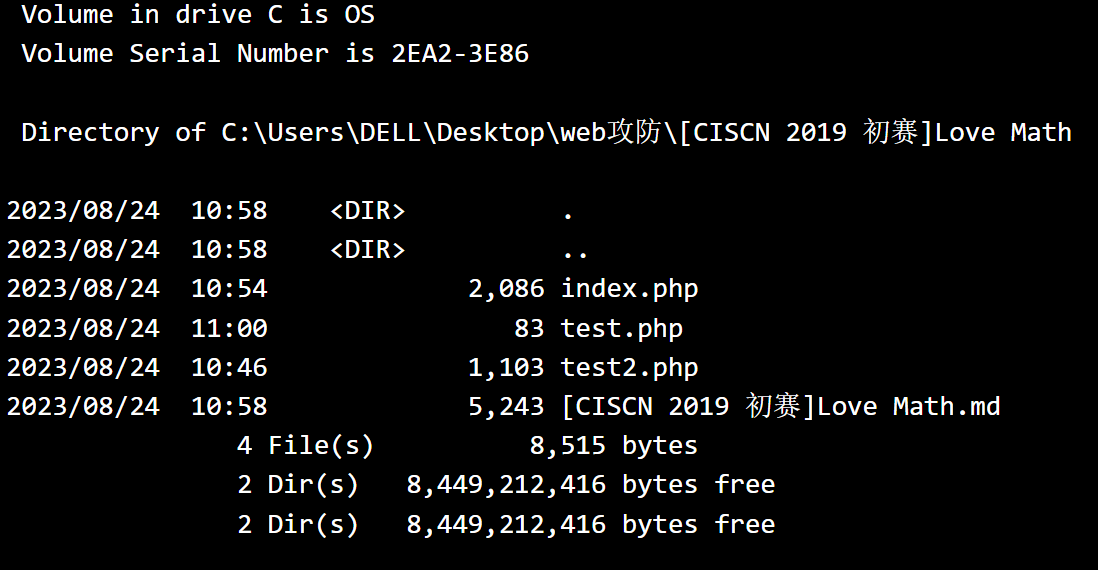 Volume in drive C is OS
Volume Serial Number is 2EA2-3E86
Directory of C:\Users\DELL\Desktop\web攻防\[CISCN 2019 初赛]Love Math
2023/08/24  10:58    <DIR>          .
2023/08/24  10:58    <DIR>          ..
2023/08/24  10:54             2,086 index.php
2023/08/24  11:00                83 test.php
2023/08/24  10:46             1,103 test2.php
2023/08/24  10:58             5,243 [CISCN 2019 初赛]Love Math.md
4 File(s)          8,515 bytes
2 Dir(s)   8,449,212,416 bytes free
2 Dir(s)   8,449,212,416 bytes free